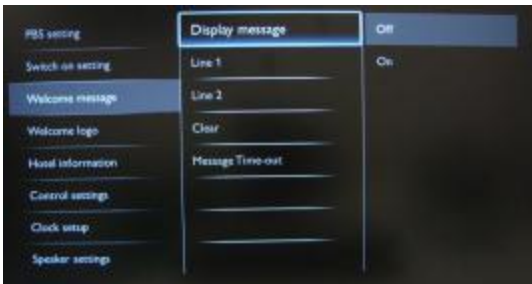 PBS setting
Switch on setting
Welcome message
Welcome logo
Hotel information
Control settings
Clock setup
Speaker settings
Display message
Line 1
Line 2
Clear
Message Time-out
Off
On